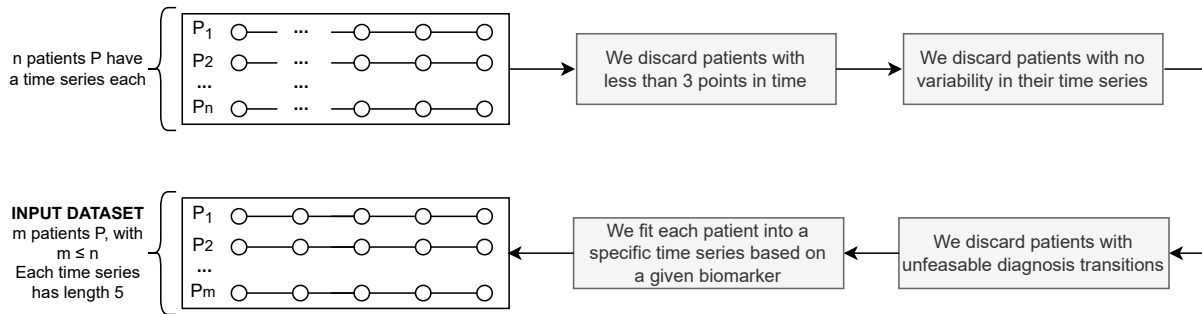 n patients P have
a time series each
P1
...
P2
...
...
Pn
...
We discard patients with
less than 3 points in time
We discard patients with no
variability in their time series
INPUT DATASET
m patients P, with
m ≤ n
Each time series
has length 5
P1
P2
...
Pm
We fit each patient into a
specific time series based on
a given biomarker
We discard patients with
unfeasable diagnosis transitions